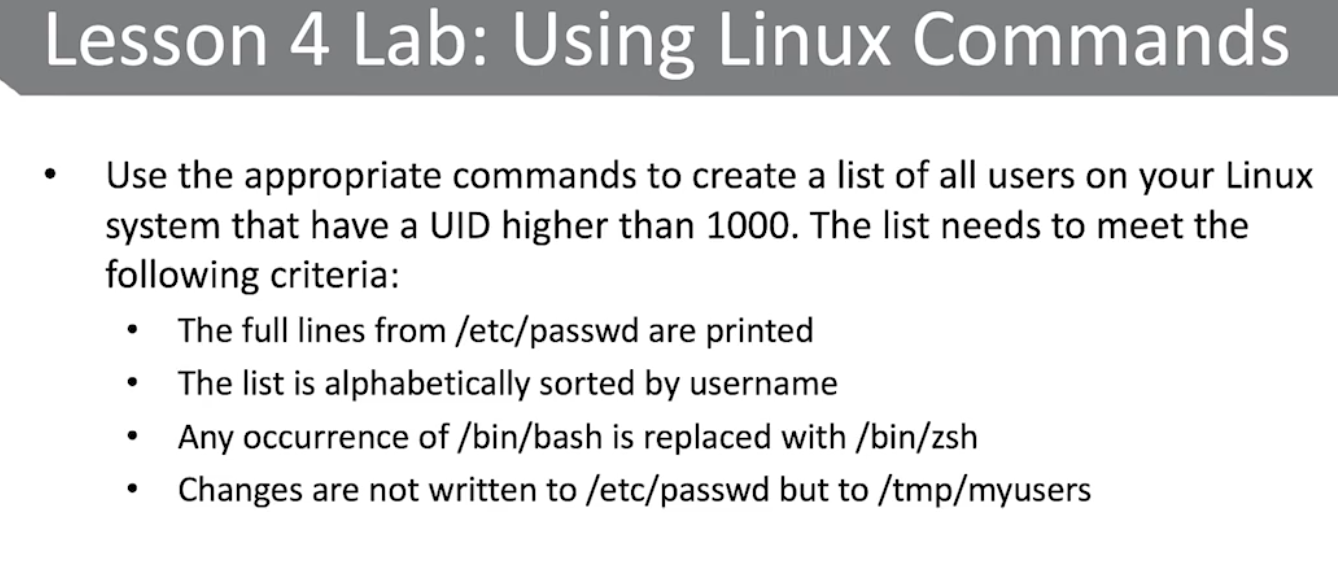 Lesson 4 Lab: Using Linux Commands
• Use the appropriate commands to create a list of all users on your Linux
system that have a UID higher than 1000. The list needs to meet the
following criteria:
• The full lines from /etc/passwd are printed
• The list is alphabetically sorted by username
• Any occurrence of /bin/bash is replaced with /bin/zsh
• Changes are not written to /etc/passwd but to /tmp/myusers